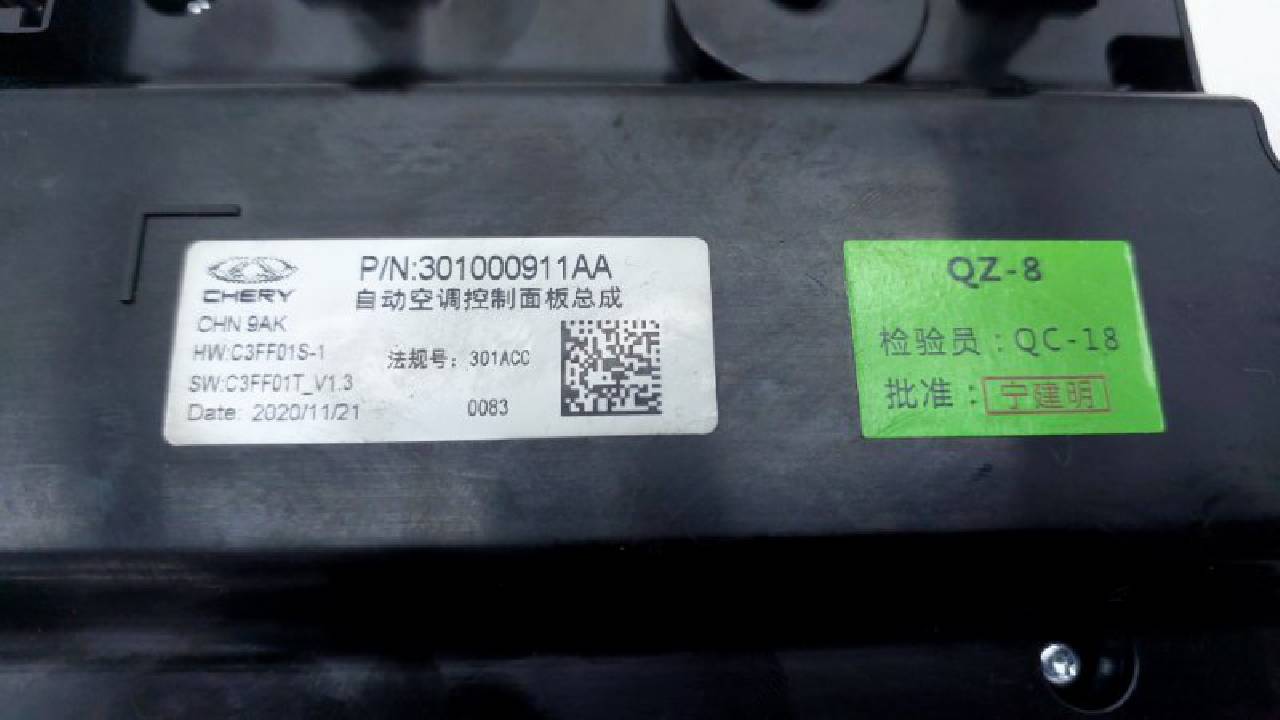 CHERY
P/N:301000911AA
自动空调控制面板总成
CHN 9AK
HW:C3FF01S-1
法规号：301ACC
SW:C3FF01T_V1.3
Date: 2020/11/21
0083
QZ-8
检验员：QC-18
批准：宁建明